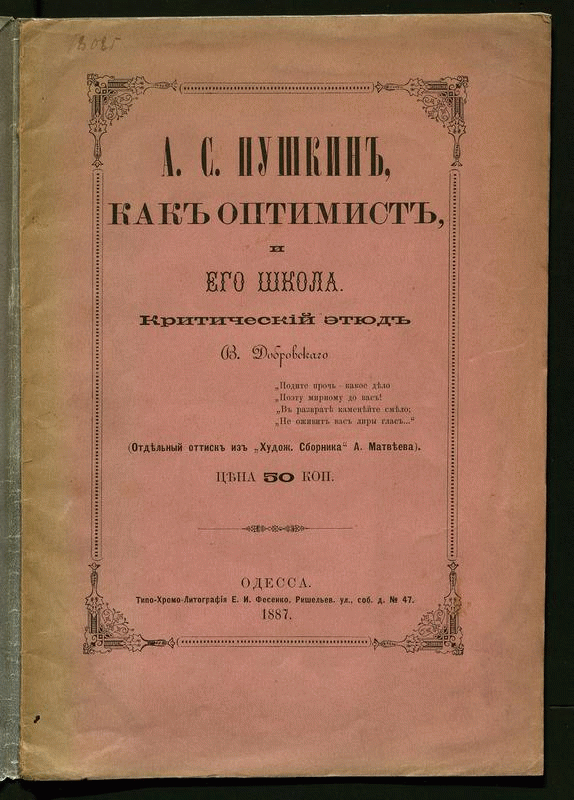 13025
А. С. ПУШКИНЪ,
КАКЪ ОПТИМИСТЪ,
и
ЕГО ШКОЛА.
Критическій этюдъ
В. Добровскаго
„Подите прочь - какое дѣло
„Поэту мирному до васъ!
„Въ развратѣ каменѣйте смѣло;
„Не оживитъ васъ лиры гласъ..."
(Отдѣльный оттискъ изъ „Худож. Сборника" А. Матвѣева).
ЦѢНА 50 КОП.
ОДЕССА.
Типо-Хромо-Литографія Е. И. Фесенко, Ришельев. ул., соб. д. № 47.
1887.